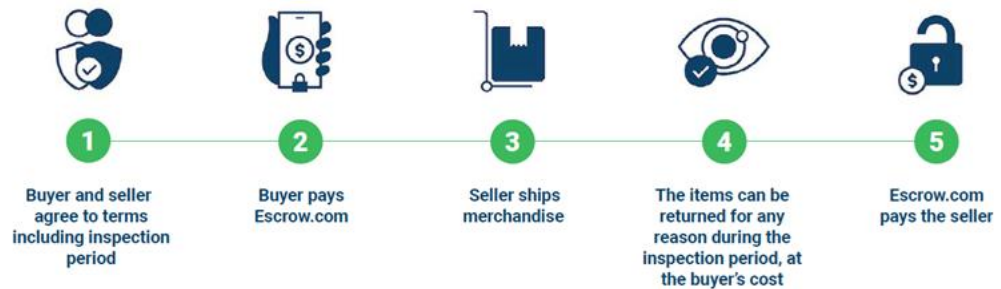 $
$
1
2
3
4
5
Buyer and seller
agree to terms
including inspection
period
Buyer pays
Escrow.com
Seller ships
merchandise
The items can be
returned for any
reason during the
inspection period, at
the buyer's cost
Escrow.com
pays the seller